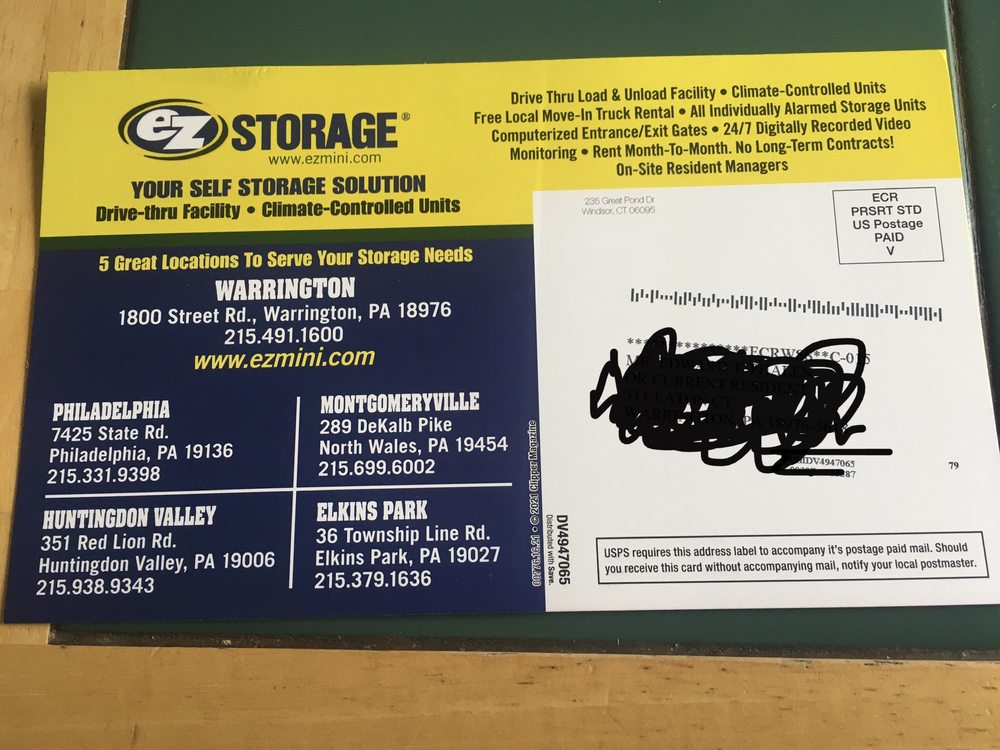 ez STORAGE®
www.ezmini.com
YOUR SELF STORAGE SOLUTION
Drive-thru Facility • Climate-Controlled Units
Drive Thru Load & Unload Facility • Climate-Controlled Units
Free Local Move-In Truck Rental • All Individually Alarmed Storage Units
Computerized Entrance/Exit Gates • 24/7 Digitally Recorded Video
Monitoring • Rent Month-To-Month. No Long-Term Contracts!
On-Site Resident Managers
5 Great Locations To Serve Your Storage Needs
WARRINGTON
1800 Street Rd., Warrington, PA 18976
215.491.1600
www.ezmini.com
PHILADELPHIA
7425 State Rd.
Philadelphia, PA 19136
215.331.9398
MONTGOMERYVILLE
289 DeKalb Pike
North Wales, PA 19454
215.699.6002
HUNTINGDON VALLEY
351 Red Lion Rd.
Huntingdon Valley, PA 19006
215.938.9343
ELKINS PARK
36 Township Line Rd.
Elkins Park, PA 19027
215.379.1636
© 2021 Clipper Magazine
DV4947065
Distributed with Save.
235 Great Pond Dr
Windsor, CT 06095
ECR
PRSRT STD
US Postage
PAID
V
79
USPS requires this address label to accompany it's postage paid mail. Should
you receive this card without accompanying mail, notify your local postmaster.